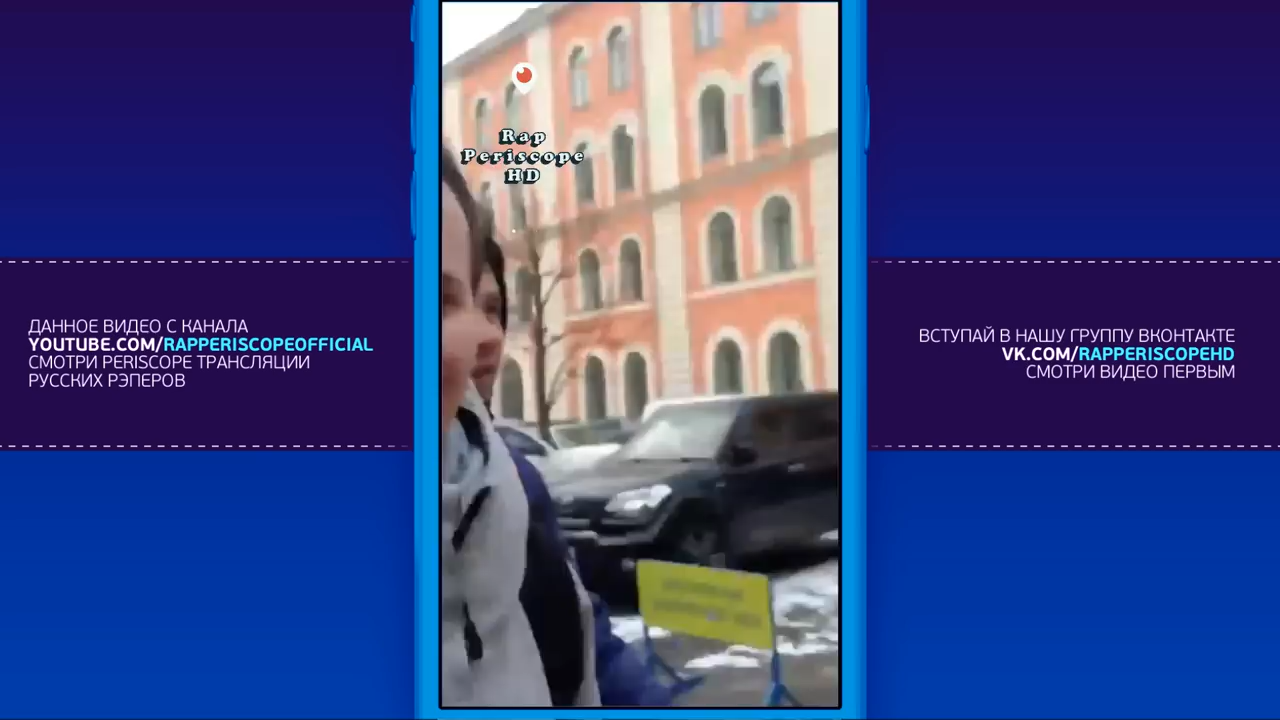 Rap
Periscope
HD
ДАННОЕ ВИДЕО С КАНАЛА
YOUTUBE.COM/RAPPERISCOPEOFFICIAL
СМОТРИ PERISCOPE ТРАНСЛЯЦИИ
РУССКИХ РЭПЕРОВ
ВСТУПАЙ В НАШУ ГРУППУ ВКОНТАКТЕ
VK.COM/RAPPERISCOPEHD
СМОТРИ ВИДЕО ПЕРВЫМ